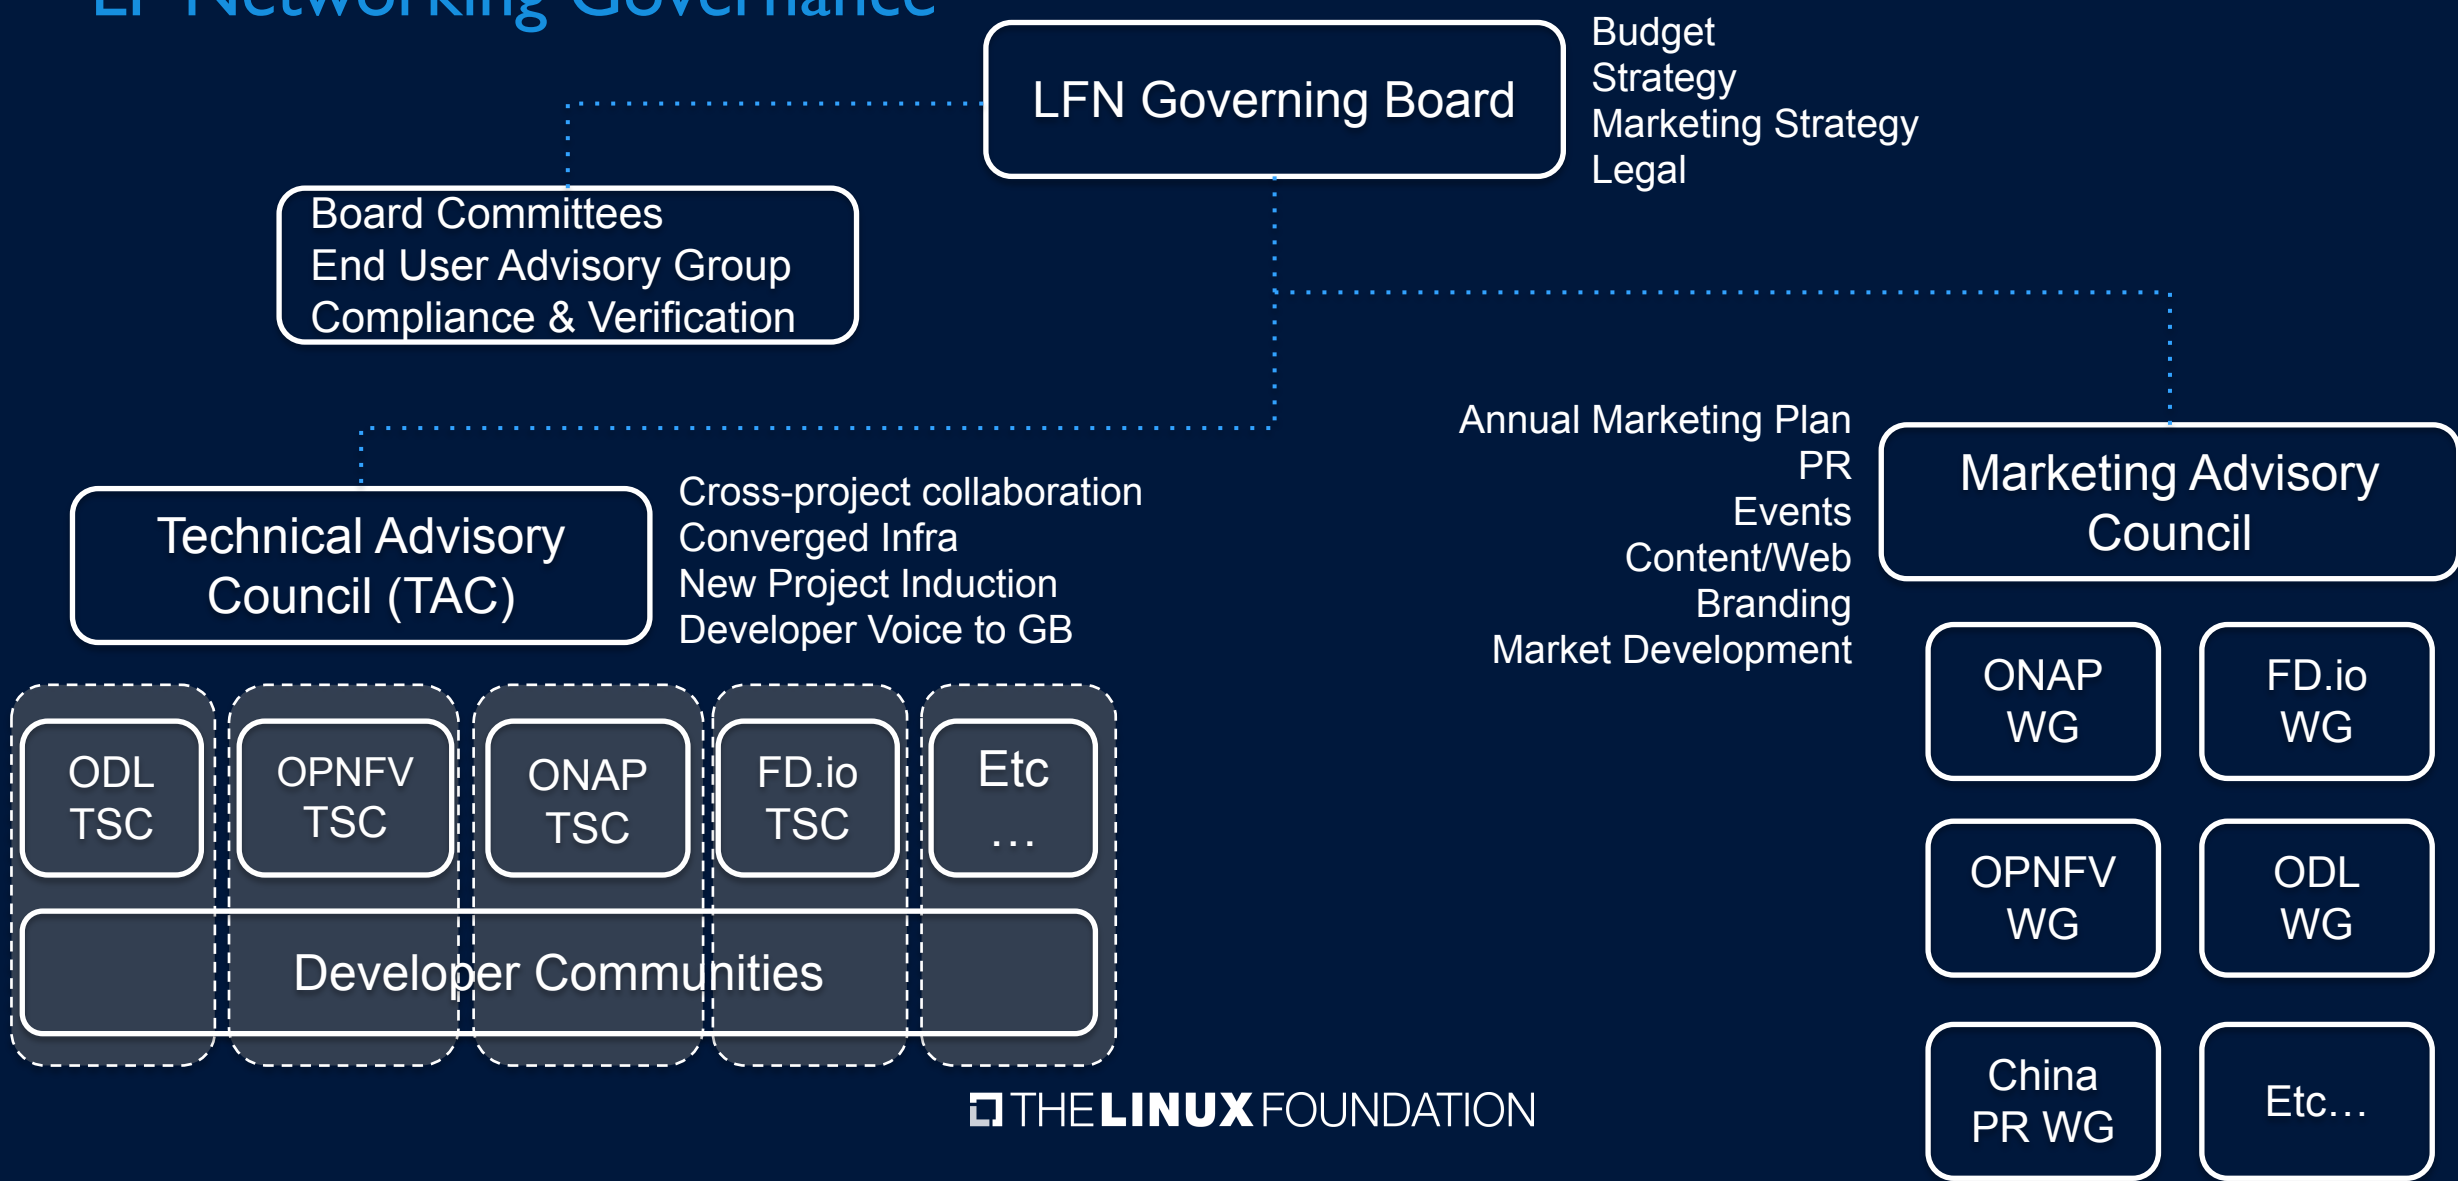 LF Networking Governance
LFN Governing Board
Budget
Strategy
Marketing Strategy
Legal
Board Committees
End User Advisory Group
Compliance & Verification
Technical Advisory
Council (TAC)
Cross-project collaboration
Converged Infra
New Project Induction
Developer Voice to GB
Annual Marketing Plan
PR
Events
Content/Web
Branding
Market Development
Marketing Advisory
Council
ODL
TSC
OPNFV
TSC
ONAP
TSC
FD.io
TSC
Etc
…
Developer Communities
ONAP
WG
FD.io
WG
OPNFV
WG
ODL
WG
China
PR WG
Etc…
THE LINUX FOUNDATION